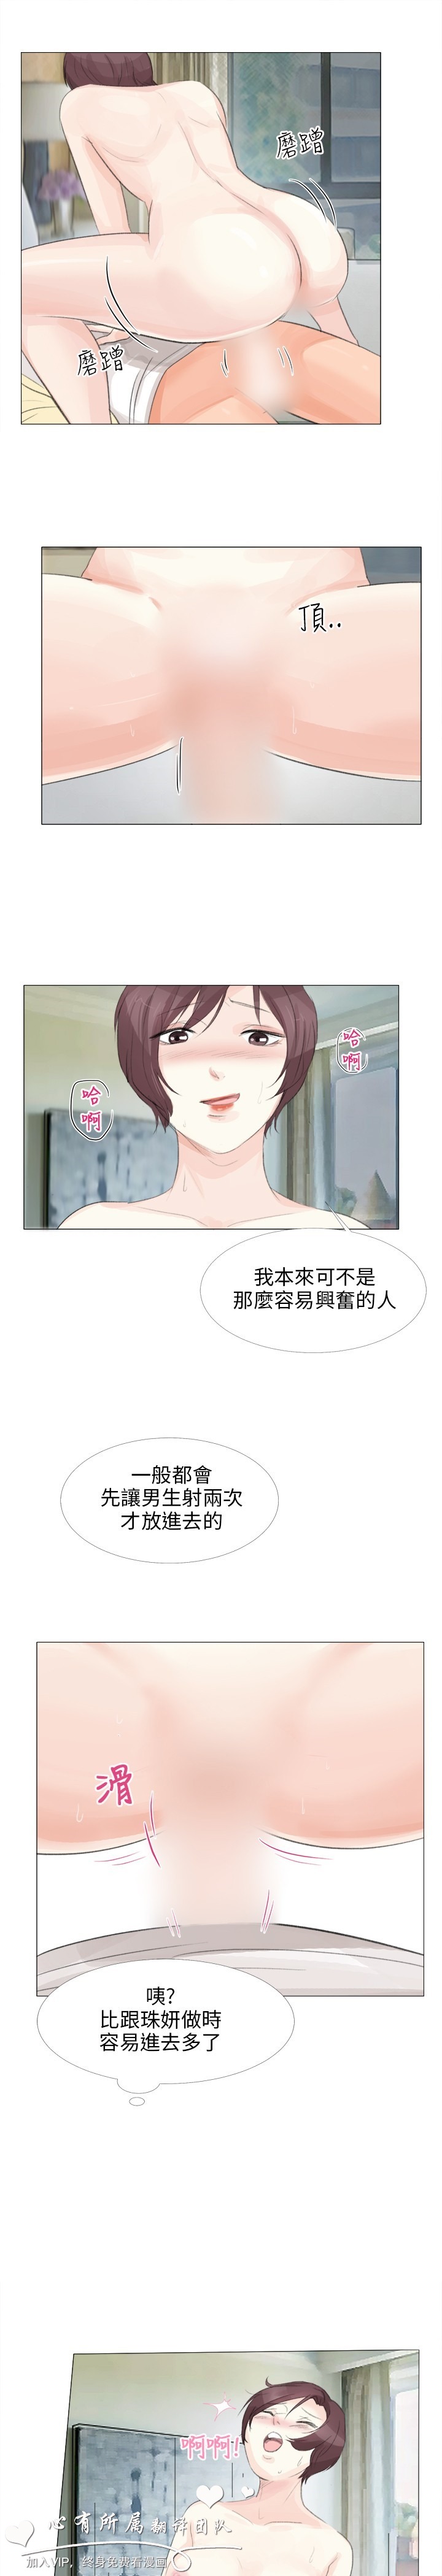 磨蹭
磨蹭
頂..
哈
啊
哈
啊
我本來可不是
那麼容易興奮的人
一般都會
先讓男生射兩次
才放進去的
滑
咦?
比跟珠妍做時
容易進去多了
啊啊!
心有所属翻译团队
加入VIP，终身免费看漫画